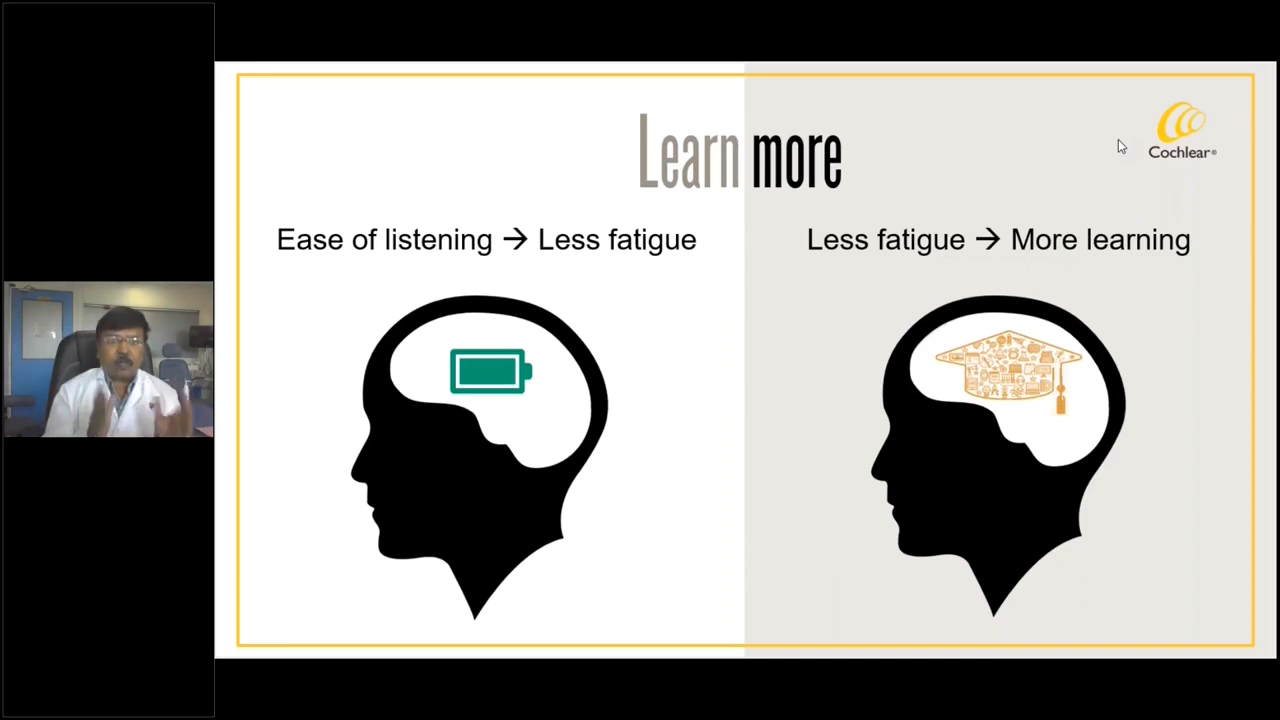 Learn more
Cochlear®
Ease of listening → Less fatigue
Less fatigue → More learning